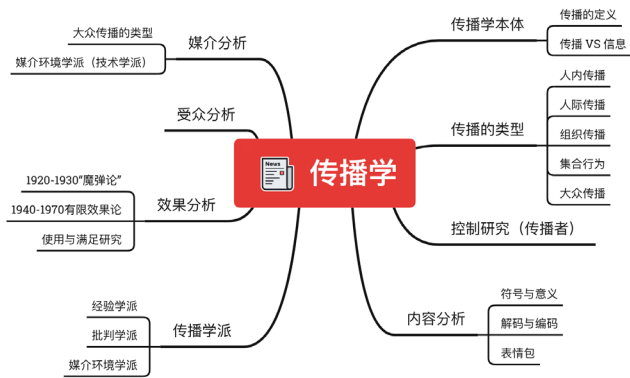 News
传播学
传播学本体
传播的定义
传播 VS 信息
传播的类型
人内传播
人际传播
组织传播
集合行为
大众传播
控制研究（传播者）
内容分析
符号与意义
解码与编码
表情包
媒介分析
大众传播的类型
媒介环境学派（技术学派）
受众分析
效果分析
1920-1930“魔弹论”
1940-1970有限效果论
使用与满足研究
传播学派
经验学派
批判学派
媒介环境学派